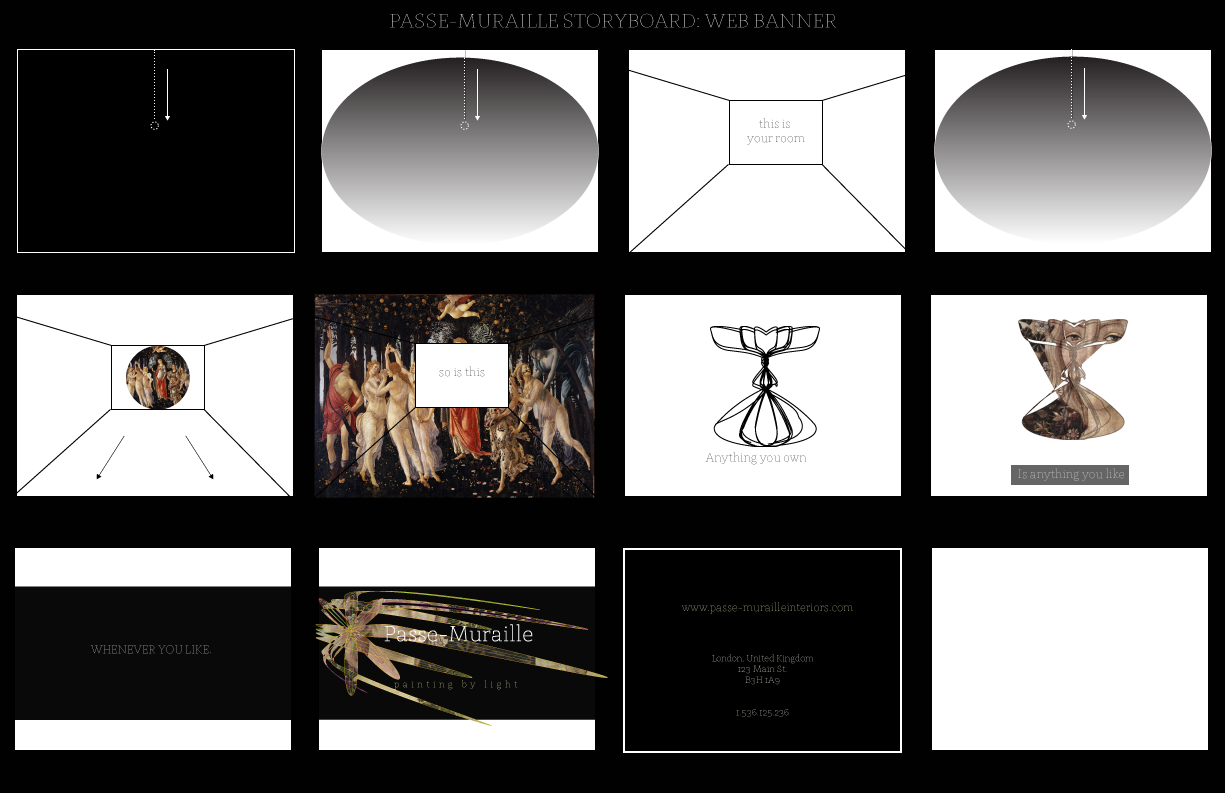 PASSE-MURAILLE STORYBOARD: WEB BANNER
this is
your room
so is this
Anything you own
Is anything you like
WHENEVER YOU LIKE.
Passe-Muraille
painting by light
www.passe-murailleinteriors.com
London, United Kingdom
123 Main St.
B3H 1A9
1.536.125.236